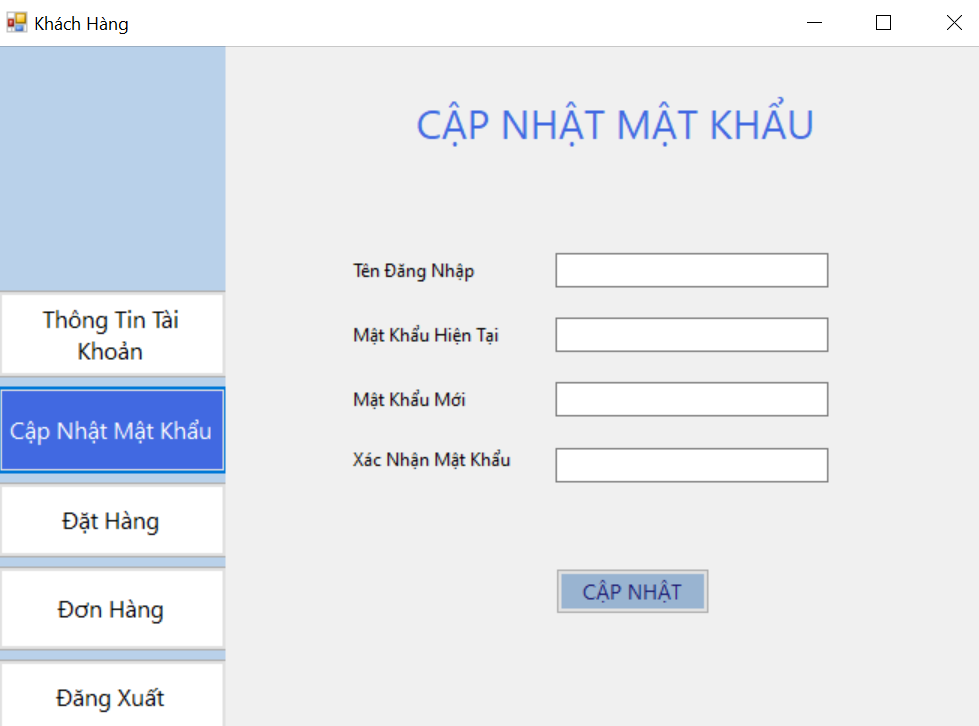 Khách Hàng
CẬP NHẬT MẬT KHẨU
Tên Đăng Nhập
Mật Khẩu Hiện Tại
Mật Khẩu Mới
Xác Nhận Mật Khẩu
CẬP NHẬT
Thông Tin Tài
Khoản
Cập Nhật Mật Khẩu
Đặt Hàng
Đơn Hàng
Đăng Xuất